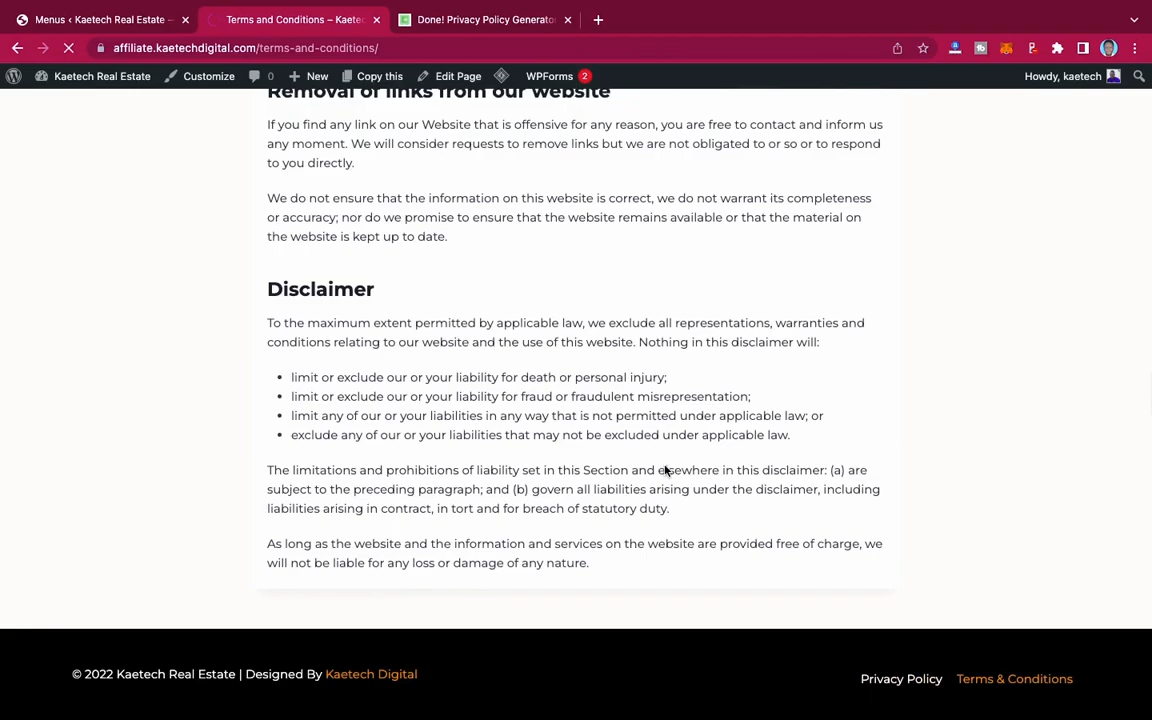 Menus ‹ Kaetech Real Estate –
Terms and Conditions – Kaetec
Done! Privacy Policy Generato
affiliate.kaetechdigital.com/terms-and-conditions/
Kaetech Real Estate
Customize
0
New
Copy this
Edit Page
WPForms 2
Howdy, kaetech
Removal of links from our website
If you find any link on our Website that is offensive for any reason, you are free to contact and inform us
any moment. We will consider requests to remove links but we are not obligated to or so or to respond
to you directly.
We do not ensure that the information on this website is correct, we do not warrant its completeness
or accuracy; nor do we promise to ensure that the website remains available or that the material on
the website is kept up to date.
Disclaimer
To the maximum extent permitted by applicable law, we exclude all representations, warranties and
conditions relating to our website and the use of this website. Nothing in this disclaimer will:
• limit or exclude our or your liability for death or personal injury;
• limit or exclude our or your liability for fraud or fraudulent misrepresentation;
• limit any of our or your liabilities in any way that is not permitted under applicable law; or
• exclude any of our or your liabilities that may not be excluded under applicable law.
The limitations and prohibitions of liability set in this Section and elsewhere in this disclaimer: (a) are
subject to the preceding paragraph; and (b) govern all liabilities arising under the disclaimer, including
liabilities arising in contract, in tort and for breach of statutory duty.
As long as the website and the information and services on the website are provided free of charge, we
will not be liable for any loss or damage of any nature.
© 2022 Kaetech Real Estate | Designed By Kaetech Digital
Privacy Policy
Terms & Conditions